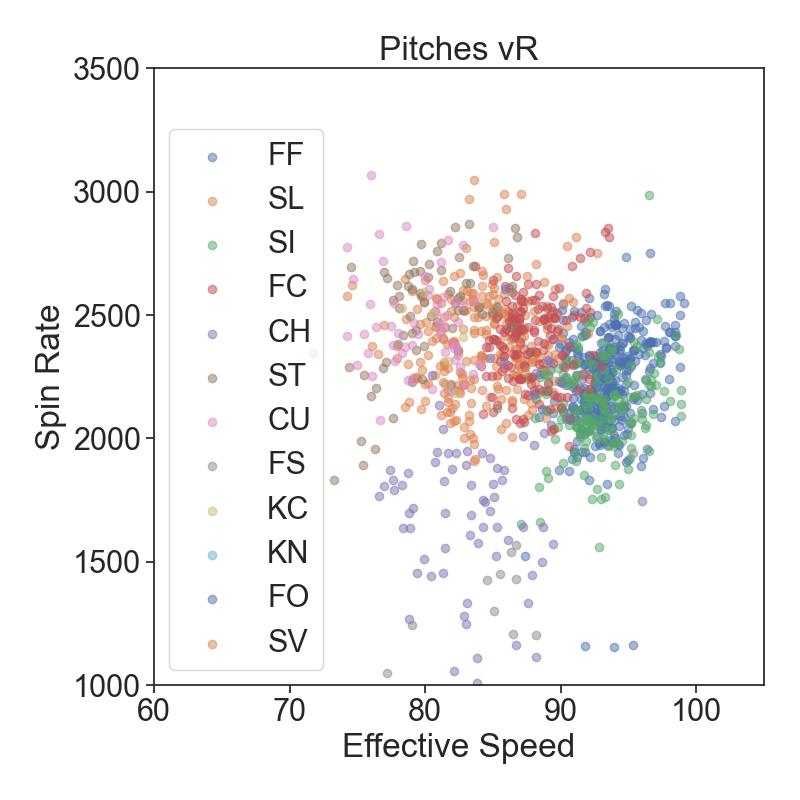 Pitches vR
3500
3000
2500
2000
1500
1000
Spin Rate
FF
SL
SI
FC
CH
ST
CU
FS
KC
KN
FO
SV
60 70 80 90 100
Effective Speed